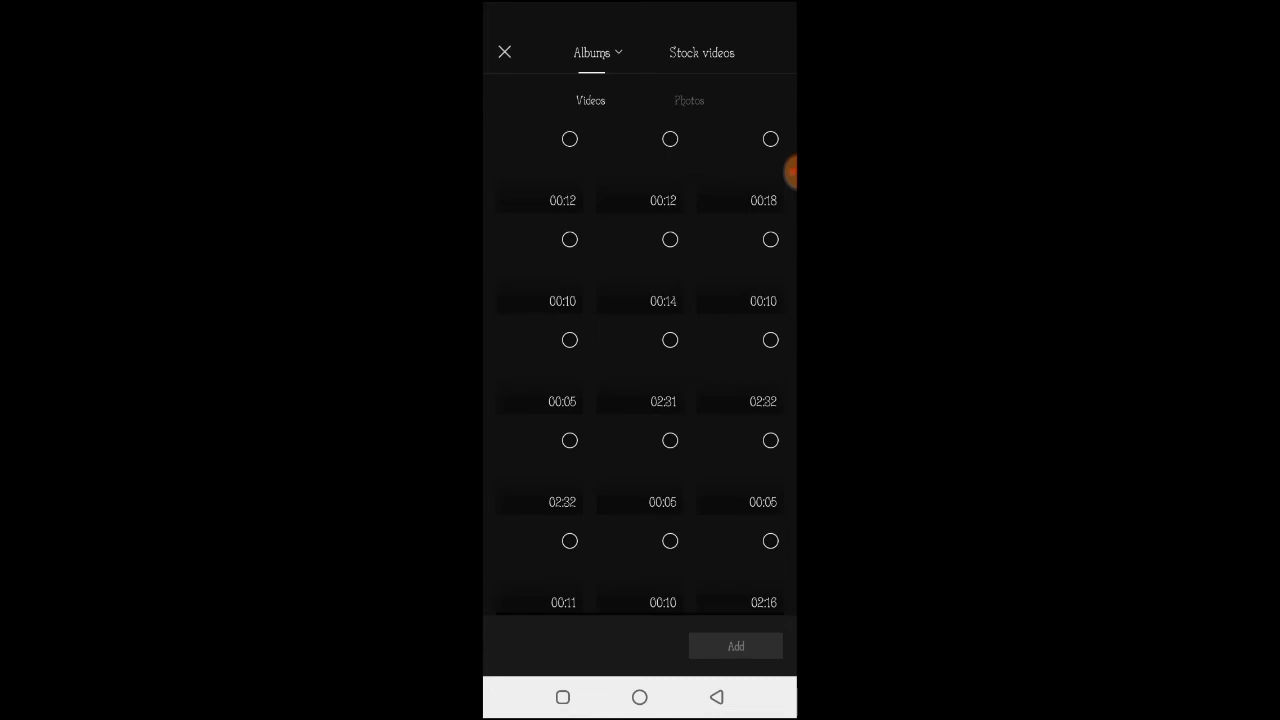 Albums Stock videos
Videos Photos
00:12 00:12 00:18
00:10 00:14 00:10
00:05 02:31 02:32
02:32 00:05 00:05
00:11 00:10 02:16
Add